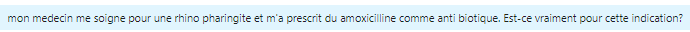 mon medecin me soigne pour une rhino pharingite et m'a prescrit du amoxicilline comme anti biotique. Est-ce vraiment pour cette indication?